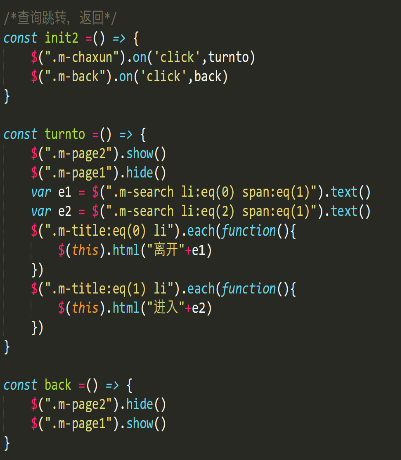 /*查询跳转，返回*/
const init2 =() => {
    $(".m-chaxun").on('click',turnto)
    $(".m-back").on('click',back)
}

const turnto =() => {
    $(".m-page2").show()
    $(".m-page1").hide()
    var e1 = $(".m-search li:eq(0) span:eq(1)").text()
    var e2 = $(".m-search li:eq(2) span:eq(1)").text()
    $(".m-title:eq(0) li").each(function(){
        $(this).html("离开"+e1)
    })
    $(".m-title:eq(1) li").each(function(){
        $(this).html("进入"+e2)
    })
}

const back =() => {
    $(".m-page2").hide()
    $(".m-page1").show()
}